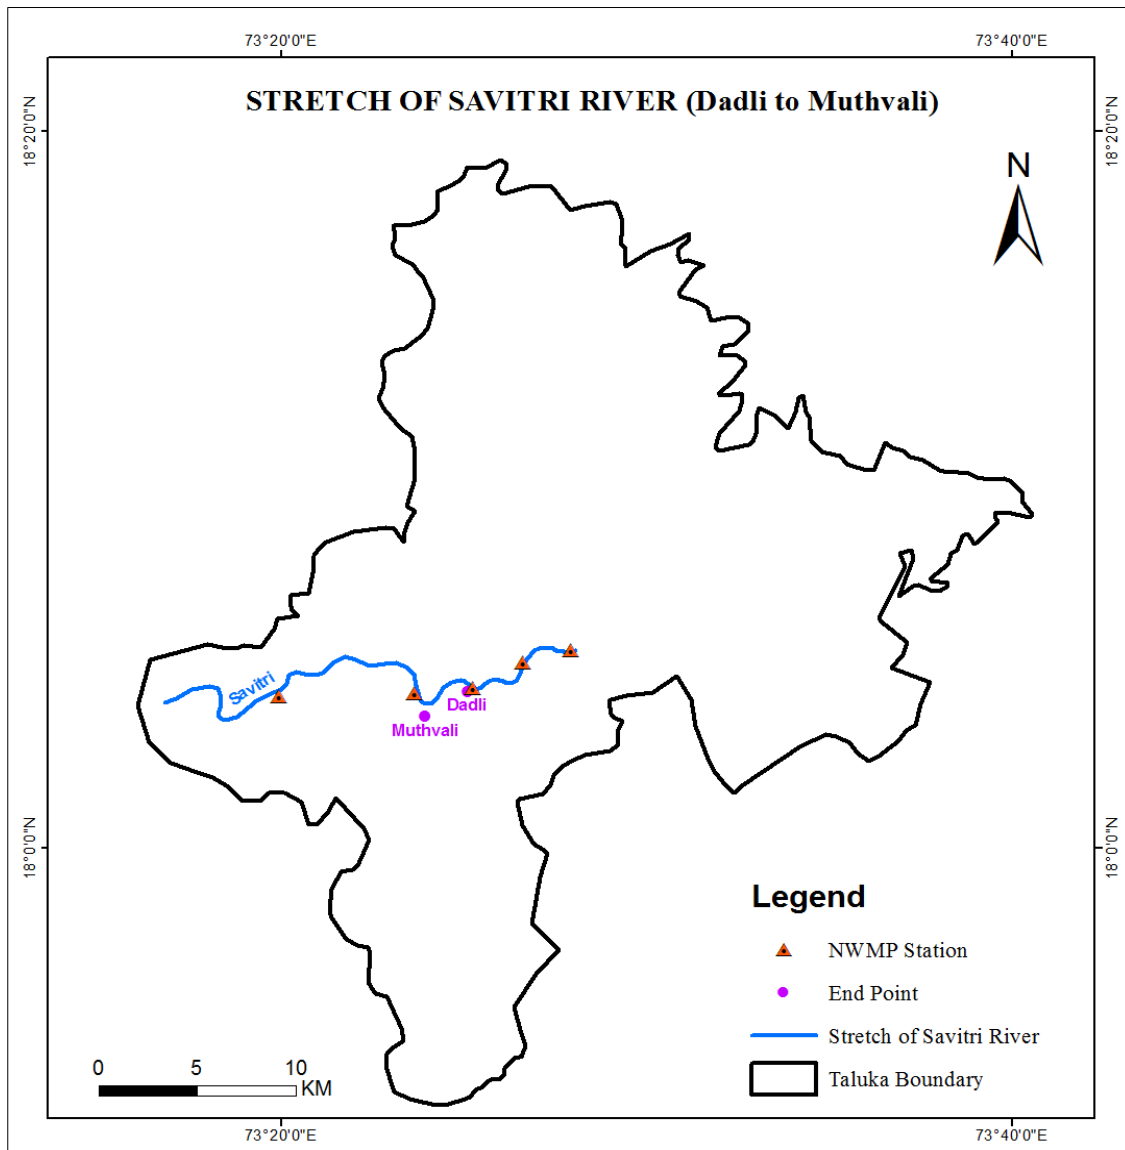 73°20'0"E
73°40'0"E
STRETCH OF SAVITRI RIVER (Dadli to Muthvali)
18°20'0"N
18°20'0"N
N
Savitri
Dadli
Muthvali
18°0'0"N
18°0'0"N
Legend
NWMP Station
End Point
Stretch of Savitri River
Taluka Boundary
0 5 10
KM
73°20'0"E
73°40'0"E